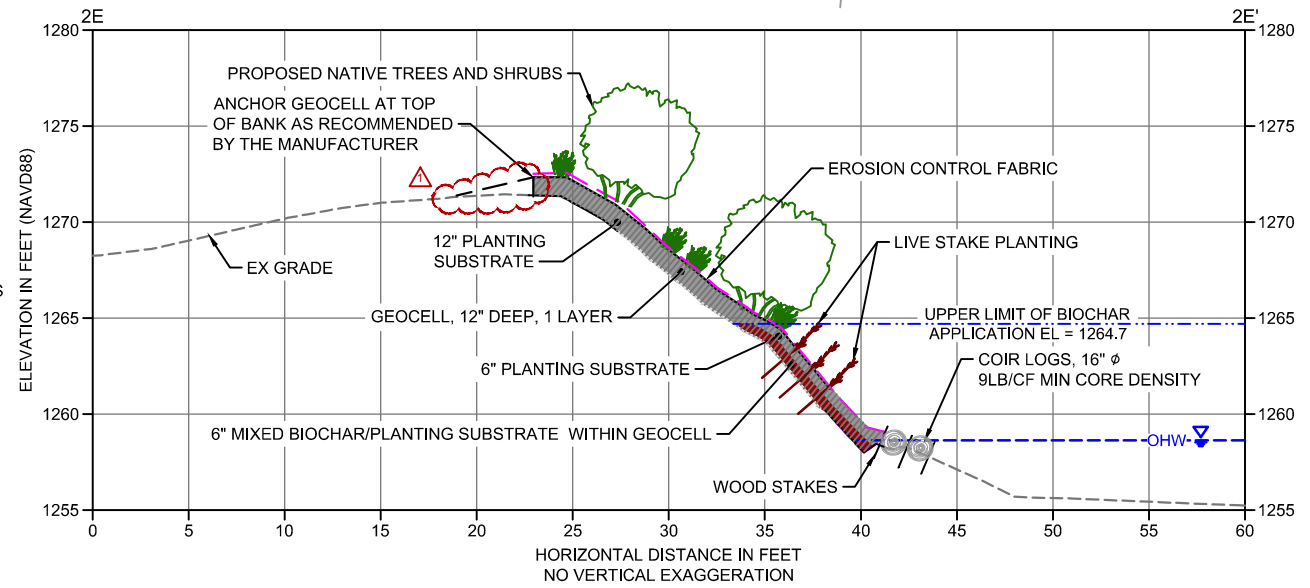 2E
2E'
1280
1275
1270
1265
1260
1255
ELEVATION IN FEET (NAVD88)
1280
1275
1270
1265
1260
1255
PROPOSED NATIVE TREES AND SHRUBS
ANCHOR GEOCELL AT TOP
OF BANK AS RECOMMENDED
BY THE MANUFACTURER
1
EROSION CONTROL FABRIC
12" PLANTING
SUBSTRATE
LIVE STAKE PLANTING
EX GRADE
GEOCELL, 12" DEEP, 1 LAYER
UPPER LIMIT OF BIOCHAR
APPLICATION EL = 1264.7
6" PLANTING SUBSTRATE
COIR LOGS, 16" ϕ
9LB/CF MIN CORE DENSITY
6" MIXED BIOCHAR/PLANTING SUBSTRATE WITHIN GEOCELL
OHW
WOOD STAKES
0 5 10 15 20 25 30 35 40 45 50 55 60
HORIZONTAL DISTANCE IN FEET
NO VERTICAL EXAGGERATION